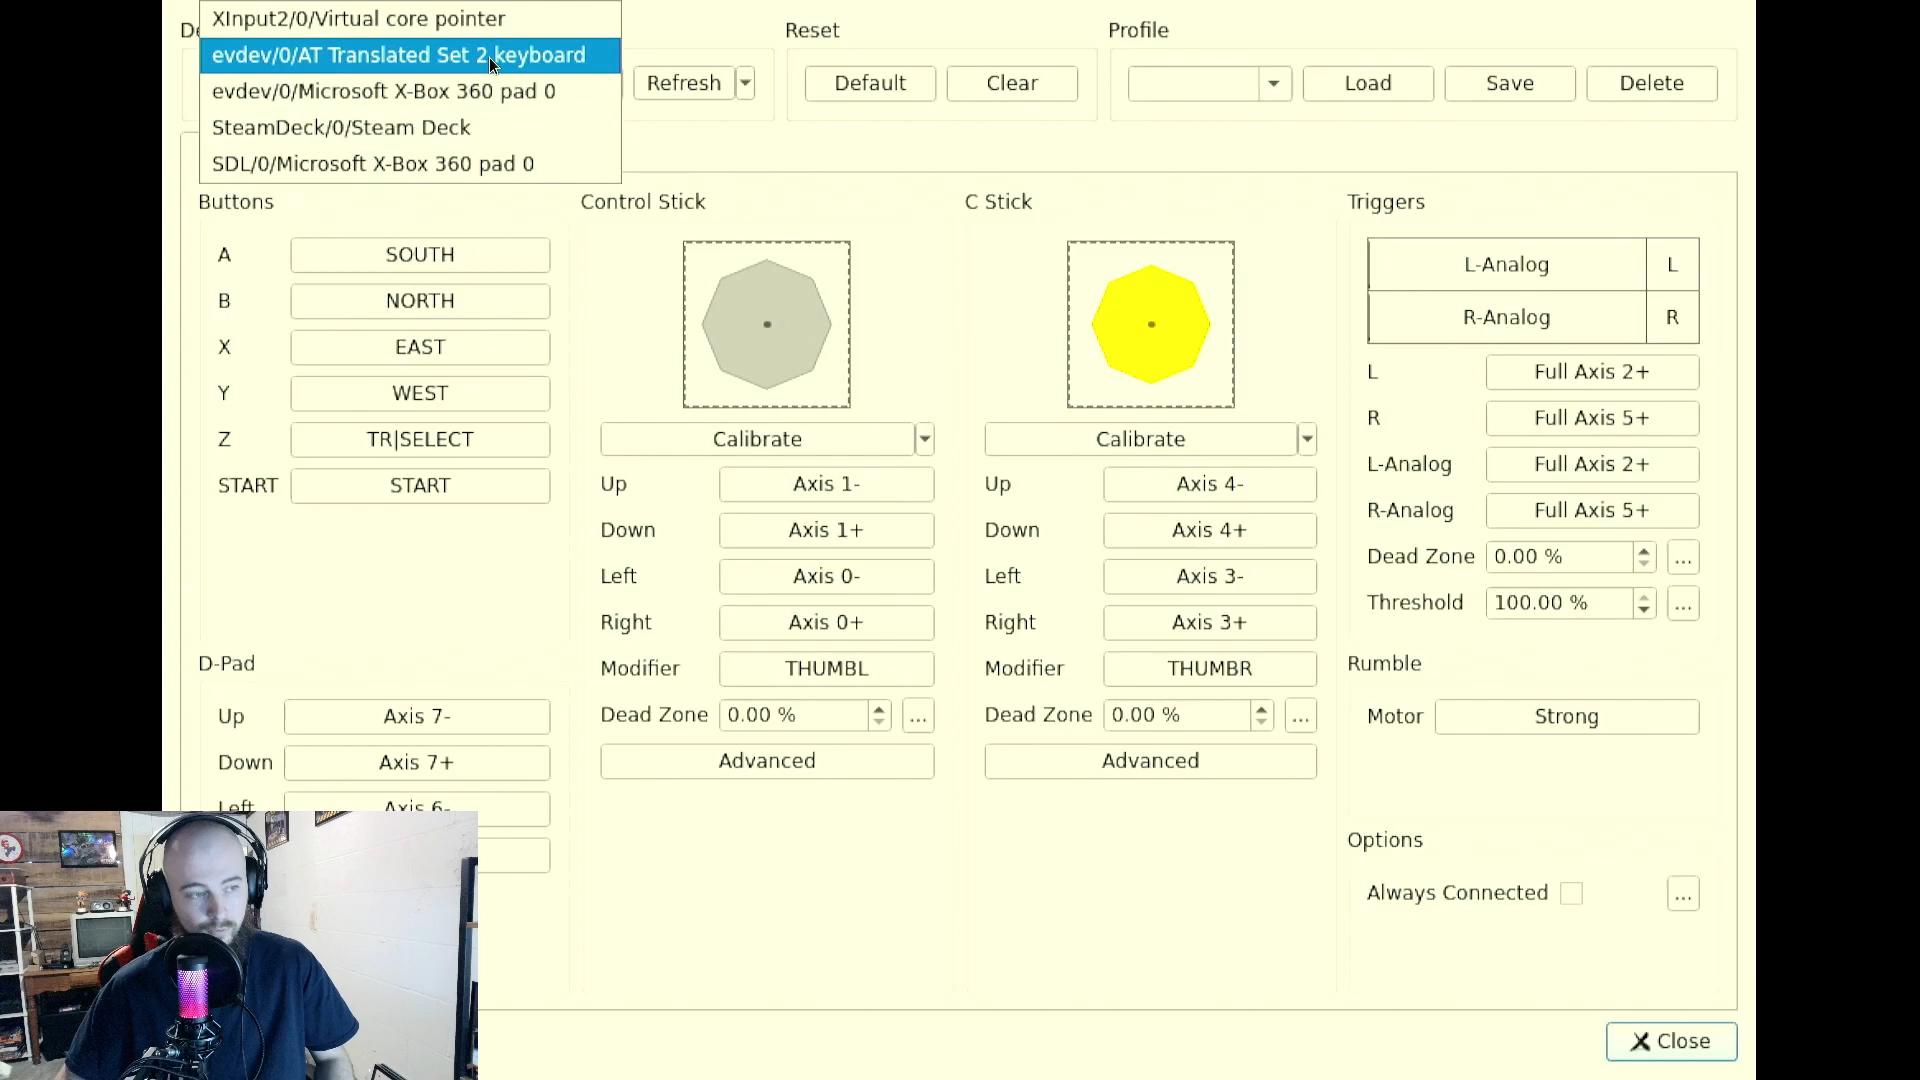 XInput2/0/Virtual core pointer
evdev/0/AT Translated Set 2 keyboard
evdev/0/Microsoft X-Box 360 pad 0
SteamDeck/0/Steam Deck
SDL/0/Microsoft X-Box 360 pad 0
Refresh
Reset
Default
Clear
Profile
Load
Save
Delete
Buttons
A SOUTH
B NORTH
X EAST
Y WEST
Z TR|SELECT
START START
D-Pad
Up Axis 7-
Down Axis 7+
Left Axis 6-
Control Stick
Calibrate
Up Axis 1-
Down Axis 1+
Left Axis 0-
Right Axis 0+
Modifier THUMBL
Dead Zone 0.00 % ...
Advanced
C Stick
Calibrate
Up Axis 4-
Down Axis 4+
Left Axis 3-
Right Axis 3+
Modifier THUMBR
Dead Zone 0.00 % ...
Advanced
Triggers
L-Analog L
R-Analog R
L Full Axis 2+
R Full Axis 5+
L-Analog Full Axis 2+
R-Analog Full Axis 5+
Dead Zone 0.00 % ...
Threshold 100.00 % ...
Rumble
Motor Strong
Options
Always Connected ...
Close